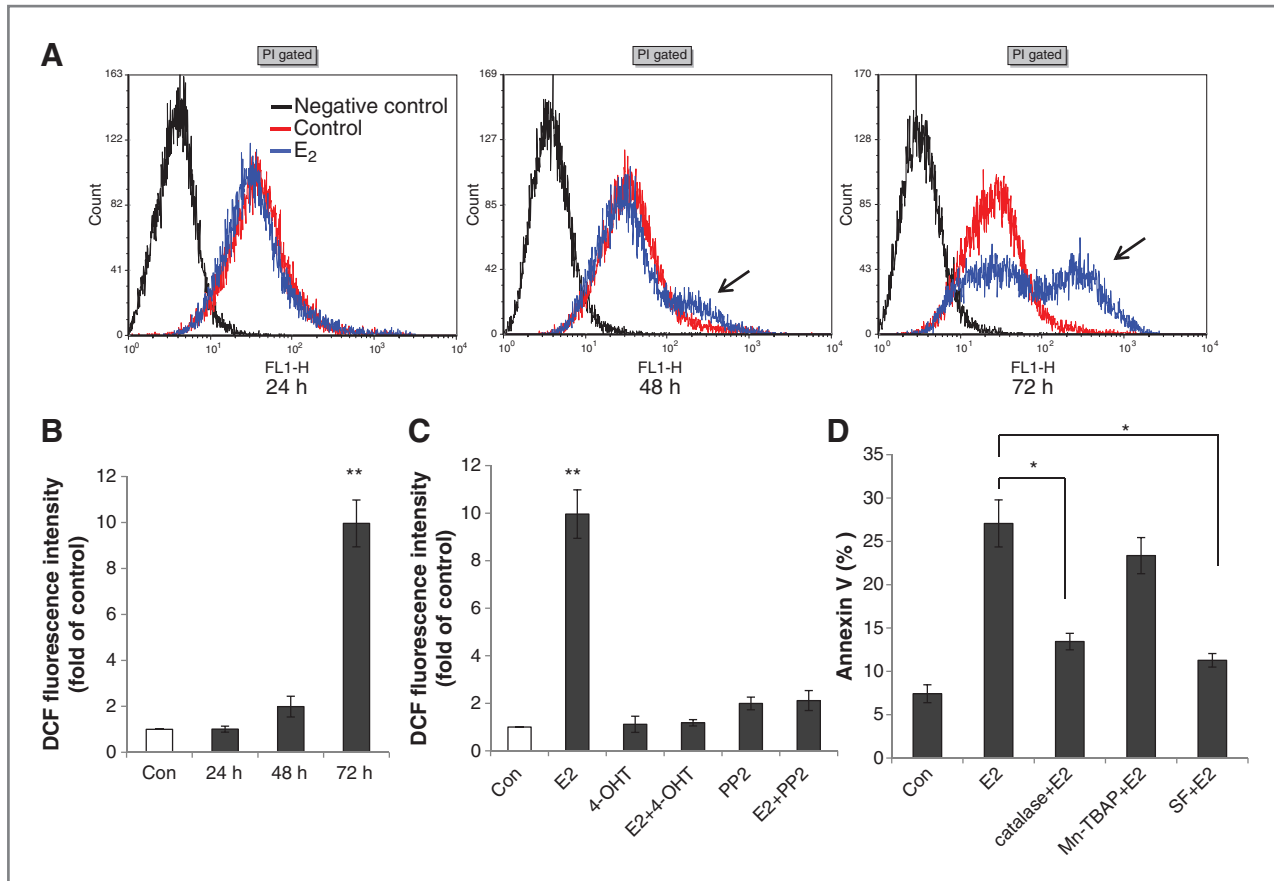 A
PI gated
163
122
82
41
0
Count
10^0 10^1 10^2 10^3 10^4
FL1-H
24 h
Negative control
Control
E_2
PI gated
169
127
85
42
0
Count
10^0 10^1 10^2 10^3 10^4
FL1-H
48 h
PI gated
170
128
85
43
0
Count
10^0 10^1 10^2 10^3 10^4
FL1-H
72 h
B
DCF fluorescence intensity
(fold of control)
12
10
8
6
4
2
0
**
Con 24 h 48 h 72 h
C
DCF fluorescence intensity
(fold of control)
12
10
8
6
4
2
0
**
Con E2 4-OHT E2+4-OHT PP2 E2+PP2
D
Annexin V (%)
35
30
25
20
15
10
5
0
*
*
Con E2 catalase+E2 Mn-TBAP+E2 SF+E2